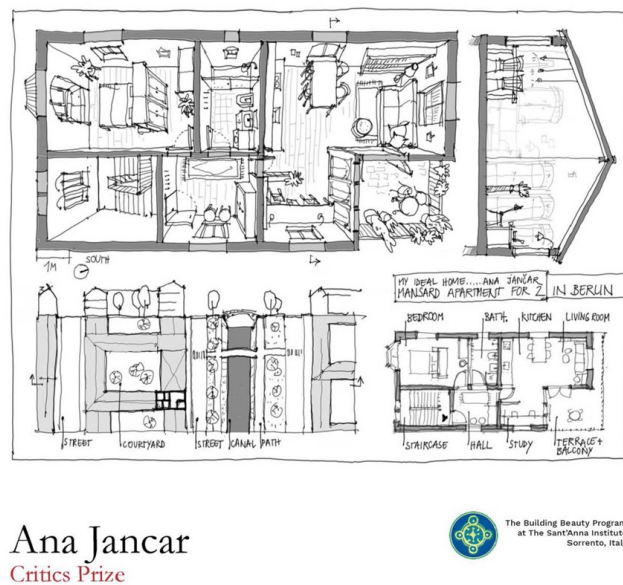 1M
SOUTH
MY IDEAL HOME.....ANA JANČAR
MANSARD APARTMENT FOR 2 IN BERLIN
BEDROOM
BATH.
KITCHEN
LIVING ROOM
STREET
COURTYARD
STREET
CANAL
PATH
STAIRCASE
HALL
STUDY
TERRACE+
BALCONY
Ana Jancar
Critics Prize
The Building Beauty Program
at The Sant'Anna Institute
Sorrento, Ital